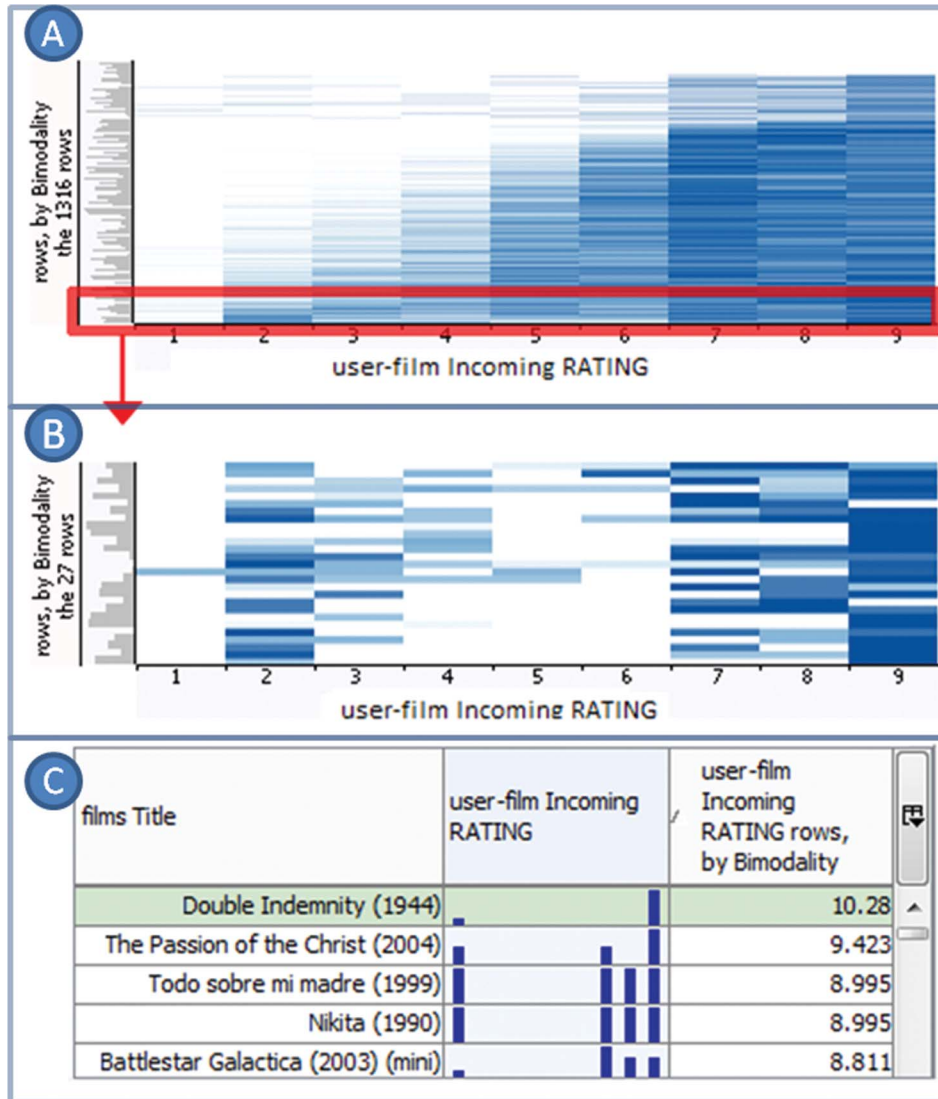 A
rows, by Bimodality
the 1316 rows
1 2 3 4 5 6 7 8 9
user-film Incoming RATING
B
rows, by Bimodality
the 27 rows
1 2 3 4 5 6 7 8 9
user-film Incoming RATING
C
films Title
user-film Incoming
RATING
user-film
Incoming
RATING rows,
by Bimodality
Double Indemnity (1944) 10.28
The Passion of the Christ (2004) 9.423
Todo sobre mi madre (1999) 8.995
Nikita (1990) 8.995
Battlestar Galactica (2003) (mini) 8.811